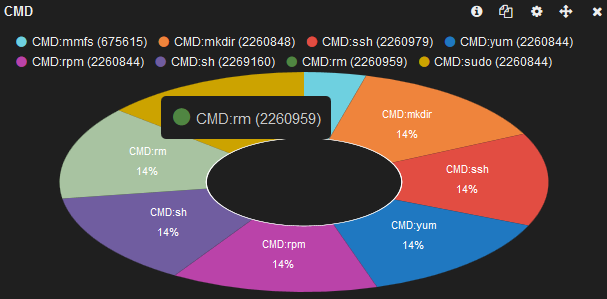 CMD
CMD:mmfs (675615) CMD:mkdir (2260848) CMD:ssh (2260979) CMD:yum (2260844)
CMD:rpm (2260844) CMD:sh (2269160) CMD:rm (2260959) CMD:sudo (2260844)
CMD:rm (2260959)
CMD:mkdir
14%
CMD:rm
14%
CMD:ssh
14%
CMD:sh
14%
CMD:yum
14%
CMD:rpm
14%